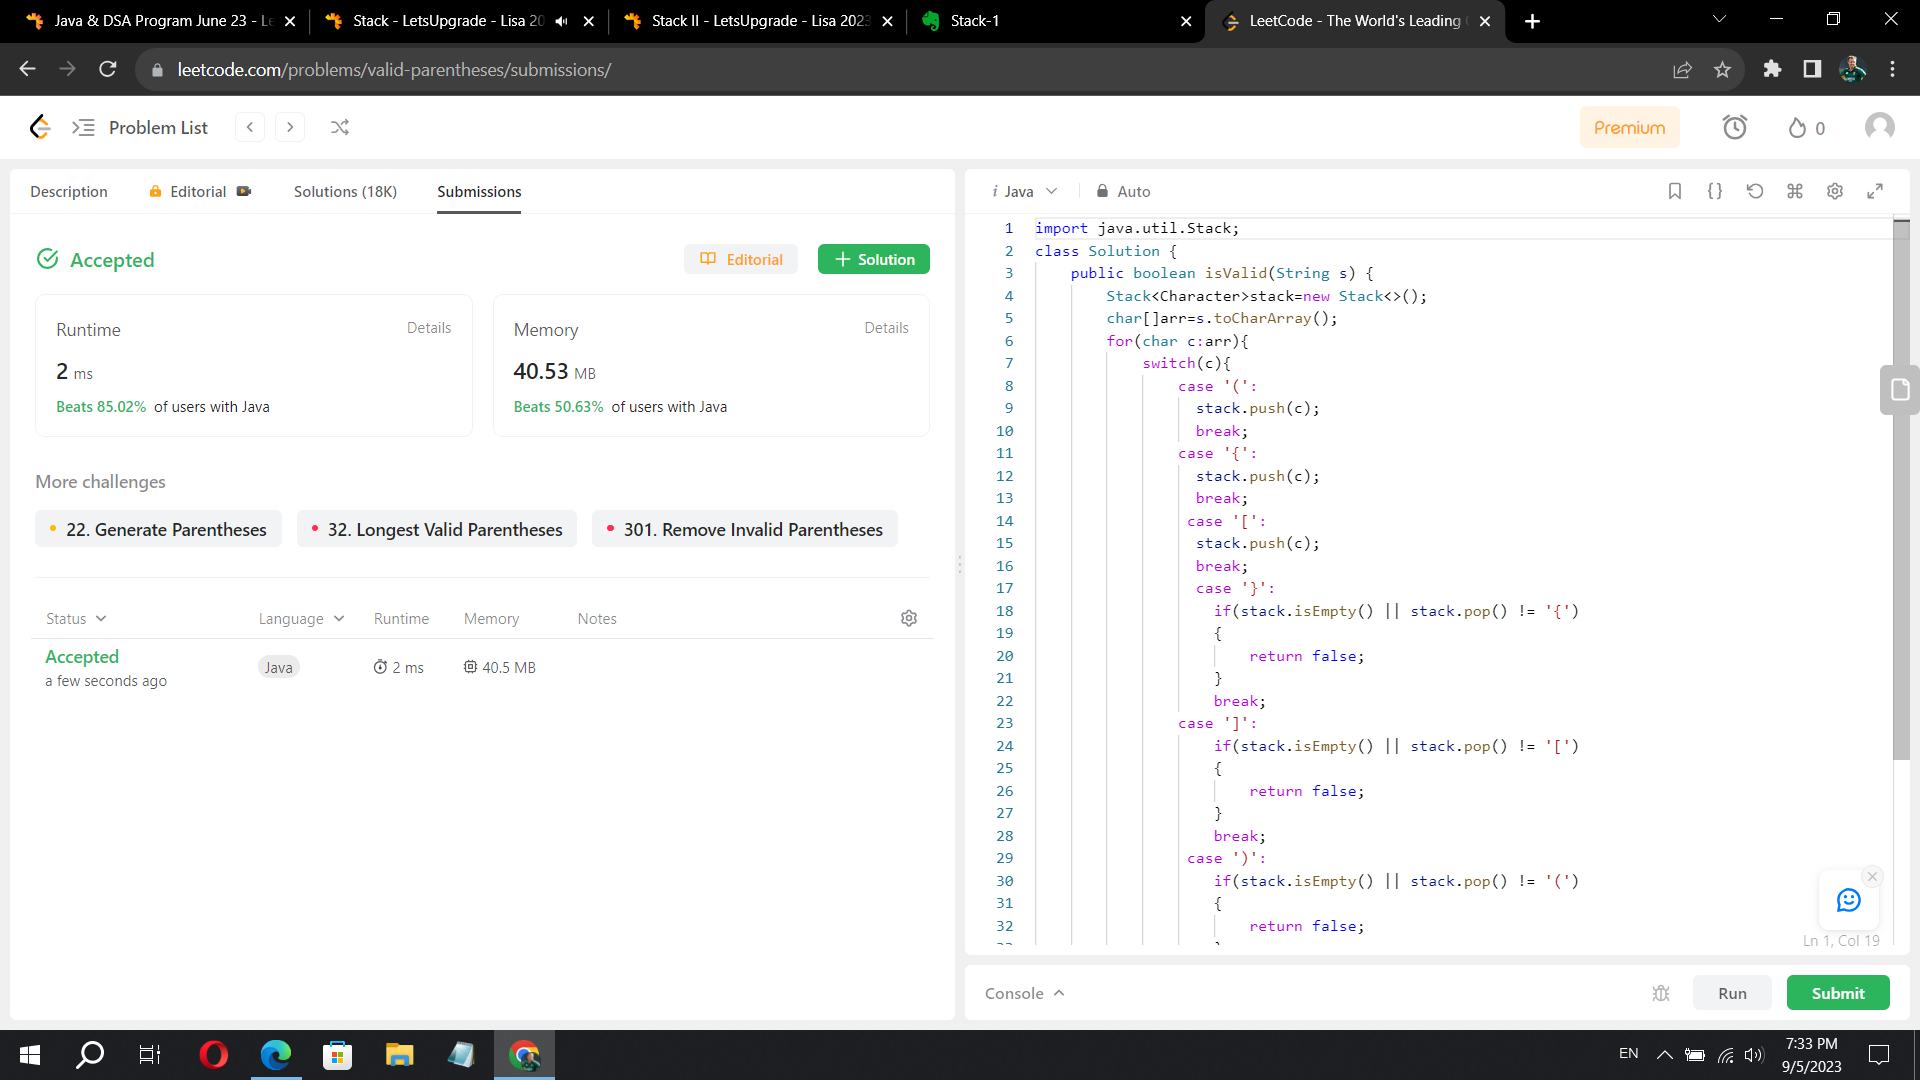 Java & DSA Program June 23 - Le
Stack - LetsUpgrade - Lisa 20
Stack II - LetsUpgrade - Lisa 2023
Stack-1
LeetCode - The World's Leading
leetcode.com/problems/valid-parentheses/submissions/
Problem List
Premium
0
Description
Editorial
Solutions (18K)
Submissions
i Java
Auto
Accepted
Editorial
+ Solution
Runtime
Details
2 ms
Beats 85.02% of users with Java
Memory
Details
40.53 MB
Beats 50.63% of users with Java
More challenges
22. Generate Parentheses
32. Longest Valid Parentheses
301. Remove Invalid Parentheses
Status
Language
Runtime
Memory
Notes
Accepted
a few seconds ago
Java
2 ms
40.5 MB
1 import java.util.Stack;
2 class Solution {
3 public boolean isValid(String s) {
4 Stack<Character>stack=new Stack<>();
5 char[]arr=s.toCharArray();
6 for(char c:arr){
7 switch(c){
8 case '(':
9 stack.push(c);
10 break;
11 case '{':
12 stack.push(c);
13 break;
14 case '[':
15 stack.push(c);
16 break;
17 case '}':
18 if(stack.isEmpty() || stack.pop() != '{')
19 {
20 return false;
21 }
22 break;
23 case ']':
24 if(stack.isEmpty() || stack.pop() != '[')
25 {
26 return false;
27 }
28 break;
29 case ')':
30 if(stack.isEmpty() || stack.pop() != '(')
31 {
32 return false;
Ln 1, Col 19
Console
Run
Submit
EN
7:33 PM
9/5/2023